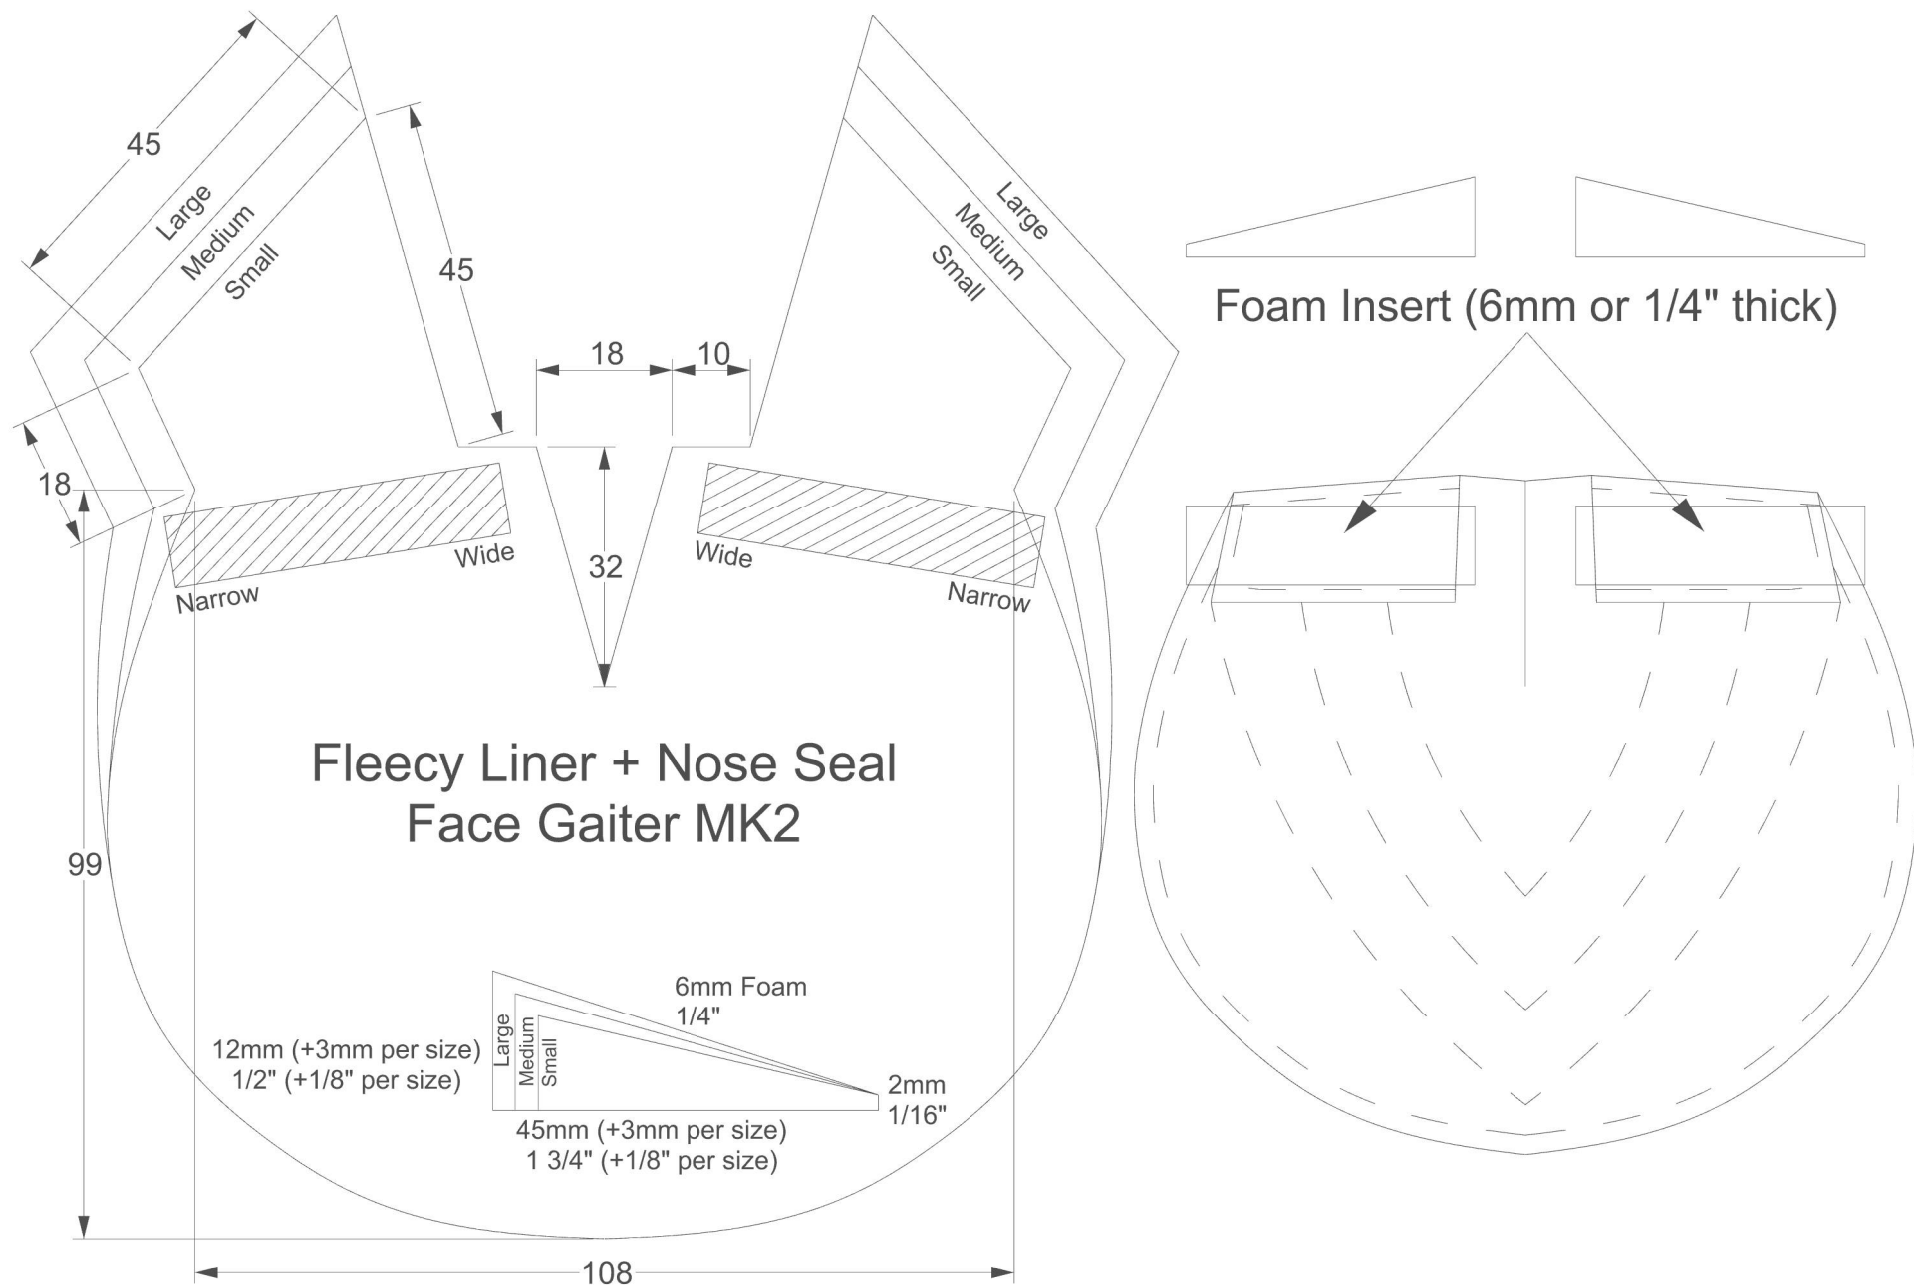 45
Large
Medium
Small
45
18
10
Large
Medium
Small
Foam Insert (6mm or 1/4" thick)
18
32
Wide
Narrow
Wide
Narrow
Fleecy Liner + Nose Seal
Face Gaiter MK2
99
6mm Foam
1/4"
Large
Medium
Small
12mm (+3mm per size)
1/2" (+1/8" per size)
2mm
1/16"
45mm (+3mm per size)
1 3/4" (+1/8" per size)
108